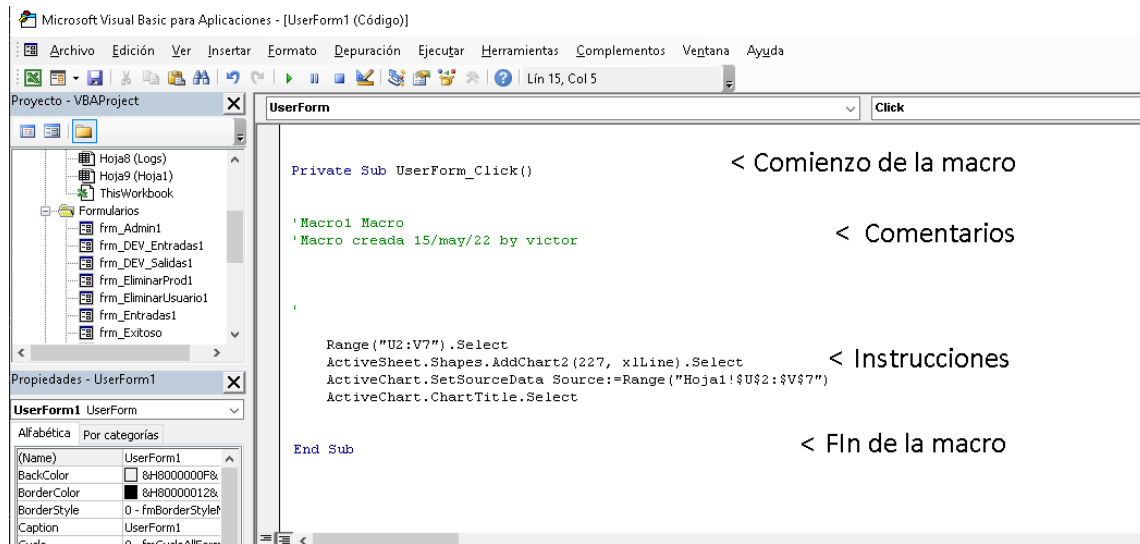 Microsoft Visual Basic para Aplicaciones - [UserForm1 (Código)]
Archivo Edición Ver Insertar Formato Depuración Ejecutar Herramientas Complementos Ventana Ayuda
Lín 15, Col 5
Proyecto - VBAProject
Hoja8 (Logs)
Hoja9 (Hoja1)
ThisWorkbook
Formularios
frm_Admin1
frm_DEV_Entradas1
frm_DEV_Salidas1
frm_EliminarProd1
frm_EliminarUsuario1
frm_Entradas1
frm_Exitoso
Propiedades - UserForm1
UserForm1 UserForm
Alfabética Por categorías
(Name) UserForm1
BackColor &H8000000F&
BorderColor &H80000012&
BorderStyle 0 - fmBorderStyleN
Caption UserForm1
UserForm Click
Private Sub UserForm_Click() < Comienzo de la macro
'Macro1 Macro
'Macro creada 15/may/22 by victor < Comentarios
'
Range("U2:V7").Select
ActiveSheet.Shapes.AddChart2(227, xlLine).Select < Instrucciones
ActiveChart.SetSourceData Source:=Range("Hoja1!$U$2:$V$7")
ActiveChart.ChartTitle.Select
End Sub < FIn de la macro